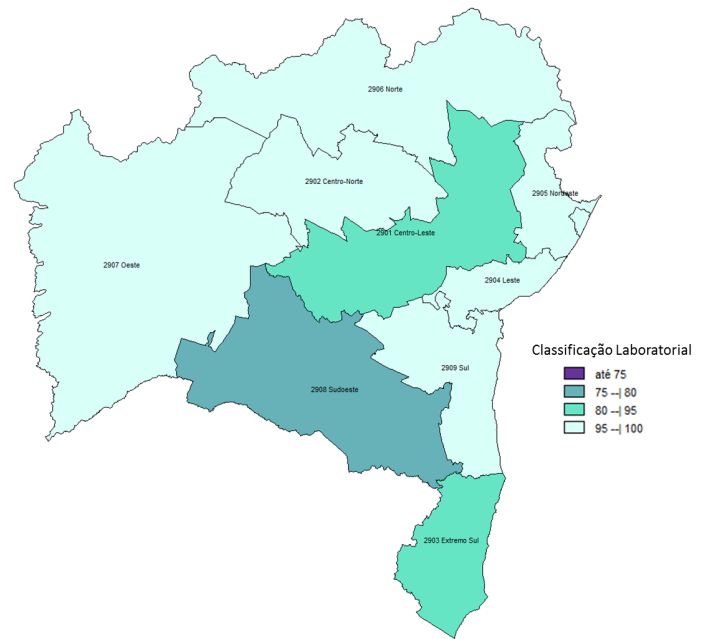 2906 Norte
2902 Centro-Norte
2905 Nordeste
2901 Centro-Leste
2907 Oeste
2904 Leste
Classificação Laboratorial
até 75
75 --| 80
80 --| 95
95 --| 100
2909 Sul
2908 Sudoeste
2903 Extremo Sul